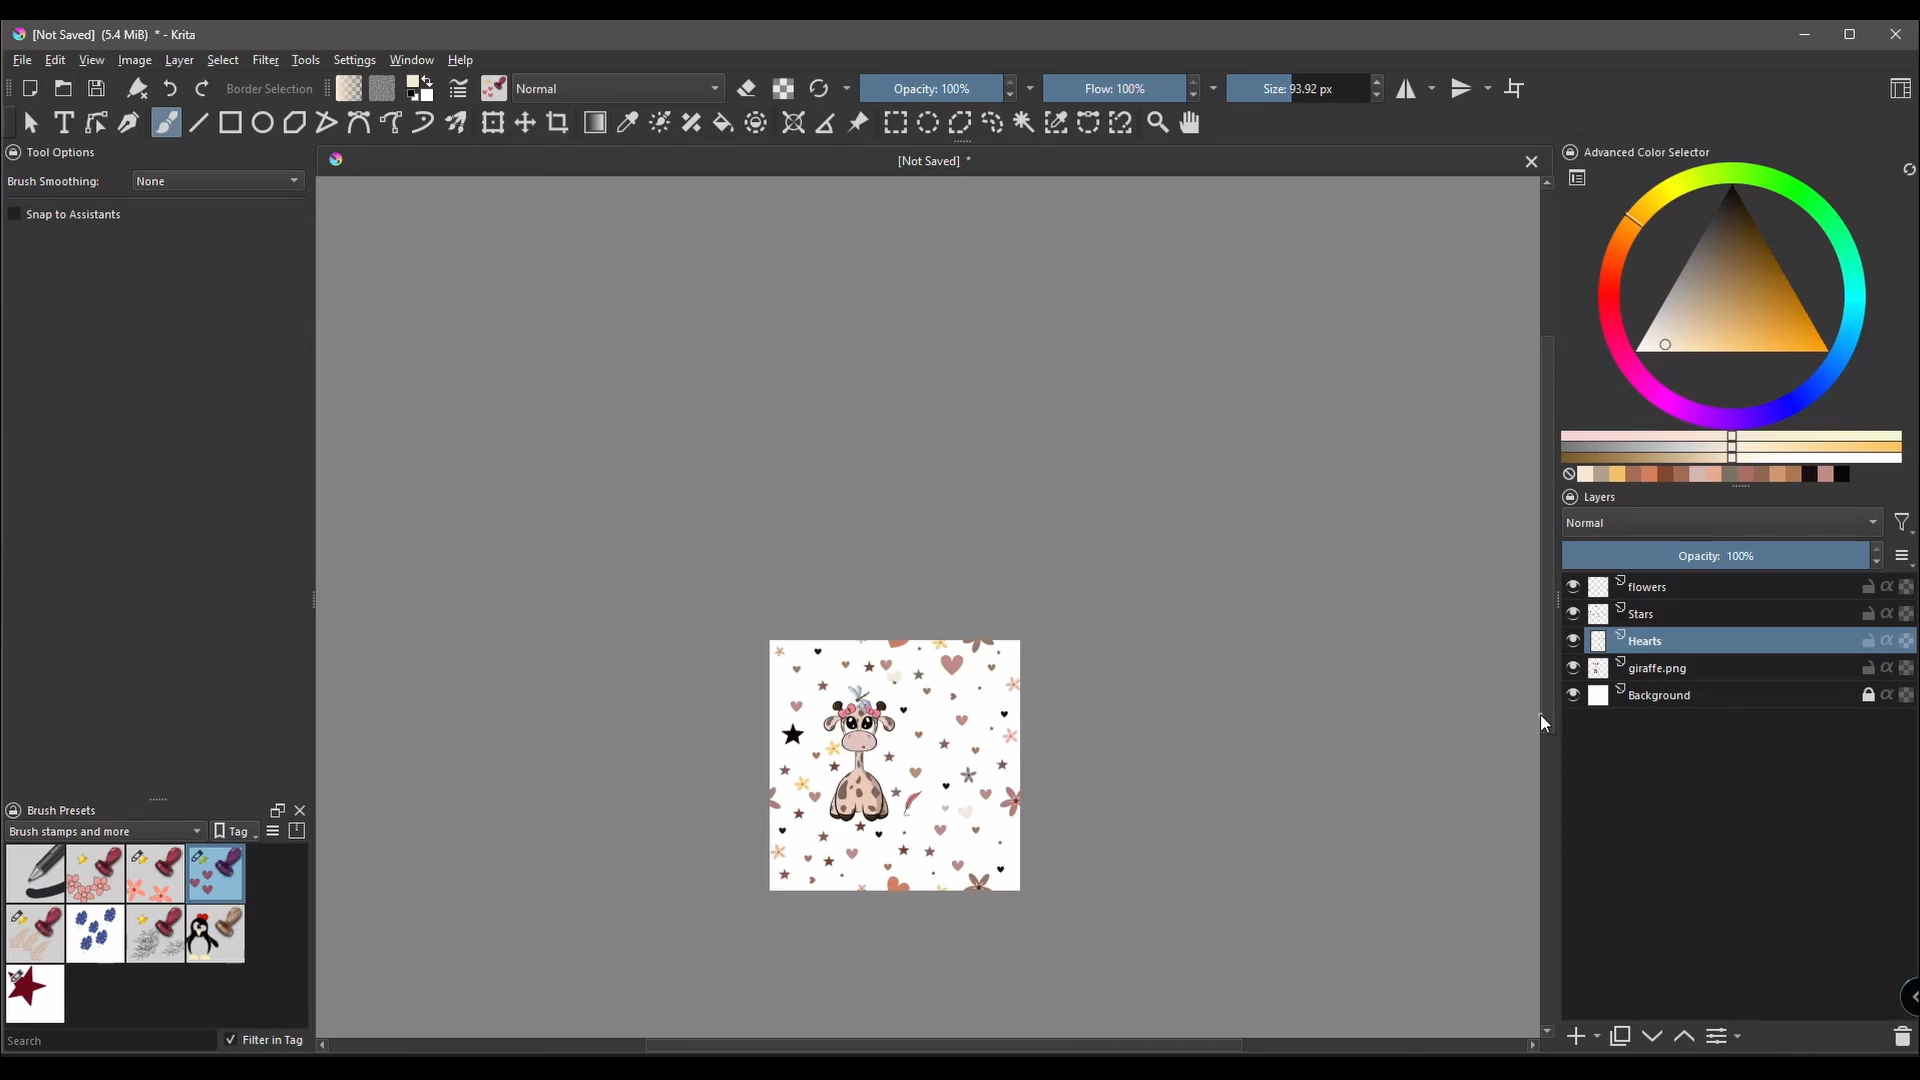 [Not Saved] (5.4 MiB) * - Krita
File Edit View Image Layer Select Filter Tools Settings Window Help
Border Selection Normal Opacity: 100% Flow: 100% Size: 93.92 px
Tool Options
[Not Saved] *
Advanced Color Selector
Brush Smoothing: None
Snap to Assistants
Layers
Normal
Opacity: 100%
flowers
Stars
Hearts
giraffe.png
Background
Brush Presets
Brush stamps and more Tag
Search Filter in Tag